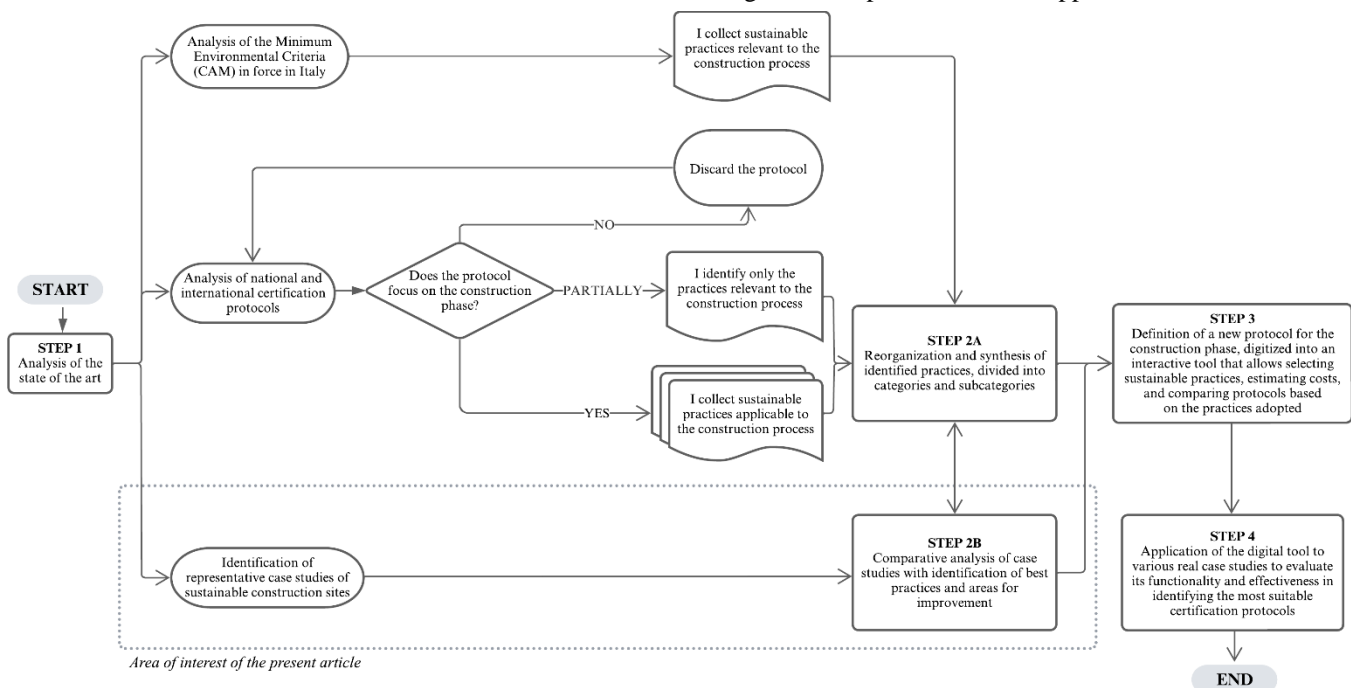 Analysis of the Minimum
Environmental Criteria
(CAM) in force in Italy
I collect sustainable
practices relevant to the
construction process
Discard the protocol
NO
START
STEP 1
Analysis of the
state of the art
Analysis of national and
international certification
protocols
Does the protocol
focus on the construction
phase?
PARTIALLY
I identify only the
practices relevant to the
construction process
YES
I collect sustainable
practices applicable to
the construction process
STEP 2A
Reorganization and synthesis of
identified practices, divided into
categories and subcategories
STEP 3
Definition of a new protocol for the
construction phase, digitized into an
interactive tool that allows selecting
sustainable practices, estimating costs,
and comparing protocols based
on the practices adopted
Identification of
representative case studies of
sustainable construction sites
STEP 2B
Comparative analysis of case
studies with identification of best
practices and areas for
improvement
STEP 4
Application of the digital tool to
various real case studies to evaluate
its functionality and effectiveness in
identifying the most suitable
certification protocols
Area of interest of the present article
END